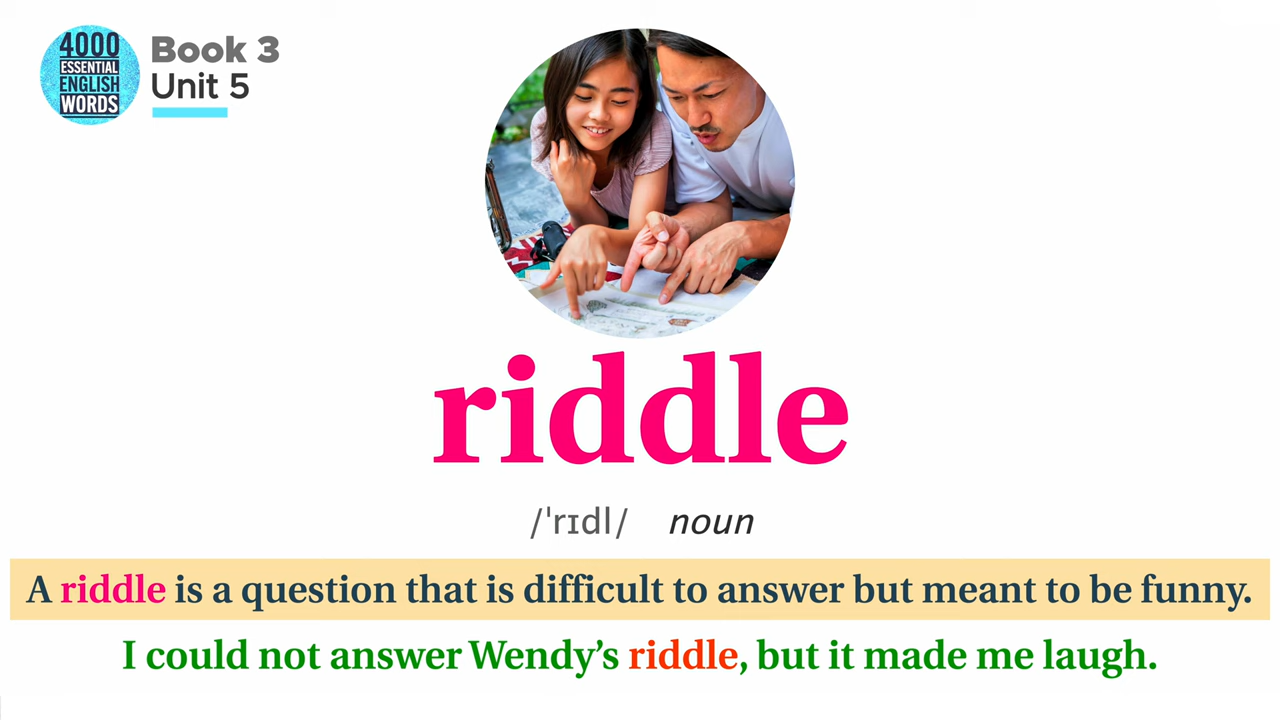 4000
ESSENTIAL
ENGLISH
WORDS
Book 3
Unit 5
riddle
/ˈrɪdl/ noun
A riddle is a question that is difficult to answer but meant to be funny.
I could not answer Wendy’s riddle, but it made me laugh.